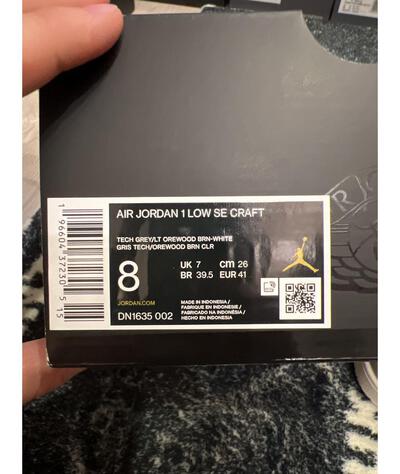 AIR JORDAN 1 LOW SE CRAFT
TECH GREY/LT OREWOOD BRN-WHITE
GRIS TECH/OREWOOD BRN CLR
8
UK 7 cm 26
BR 39.5 EUR 41
JORDAN.COM
DN1635 002
MADE IN INDONESIA/
FABRIQUE EN INDONESIE/
FABRICADO NA INDONÉSIA/
HECHO EN INDONESIA
1 96604 37230 5 15